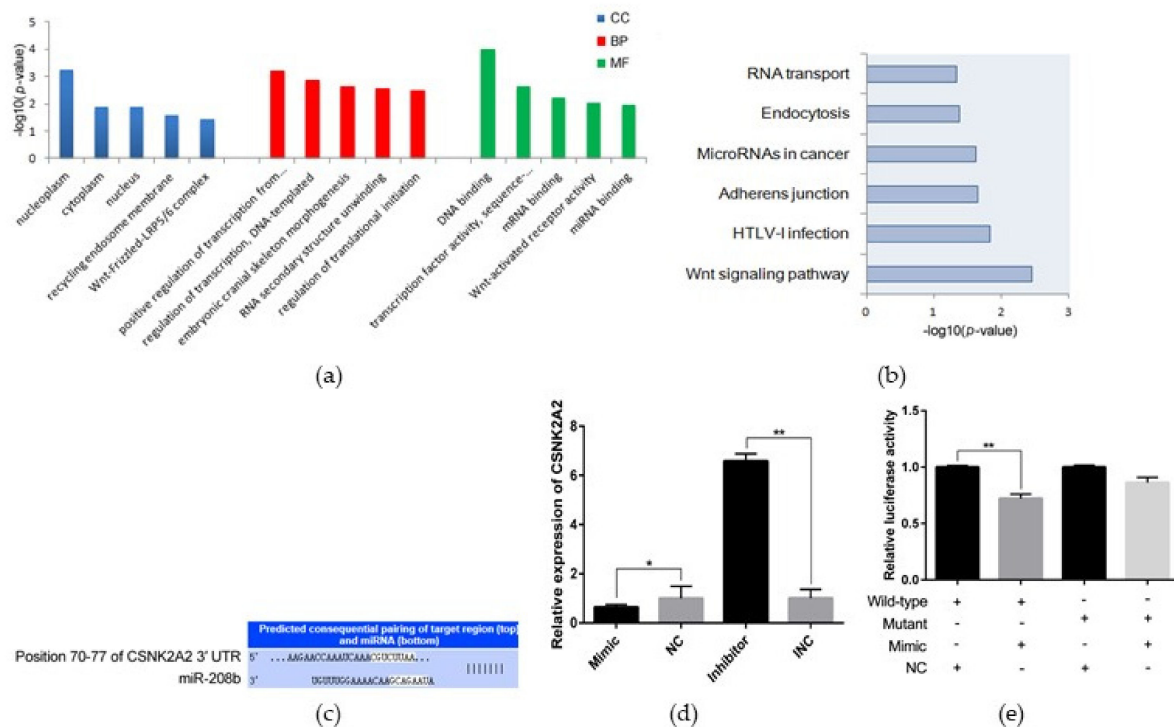 5
4
3
2
1
0
-log10(p-value)
CC
BP
MF
nucleoplasm
cytoplasm
nucleus
recycling endosome membrane
Wnt-Frizzled-LRP5/6 complex
positive regulation of transcription from...
regulation of transcription, DNA-templated
embryonic cranial skeleton morphogenesis
RNA secondary structure unwinding
regulation of translational initiation
DNA binding
transcription factor activity, sequence-...
mRNA binding
Wnt-activated receptor activity
miRNA binding
(a)
RNA transport
Endocytosis
MicroRNAs in cancer
Adherens junction
HTLV-I infection
Wnt signaling pathway
0 1 2 3
-log10(p-value)
(b)
Predicted consequential pairing of target region (top)
and miRNA (bottom)
Position 70-77 of CSNK2A2 3' UTR 5' ...AAGAACCAAAUCAAACGUCUUAA...
miR-208b 3' UGUUUGGAAAACAAGCAGAAUA
(c)
Relative expression of CSNK2A2
8
6
4
2
0
*
**
Mimic NC Inhibitor INC
(d)
Relative luciferase activity
1.5
1.0
0.5
0.0
**
Wild-type + + - -
Mutant - - + +
Mimic - + - +
NC + - + -
(e)